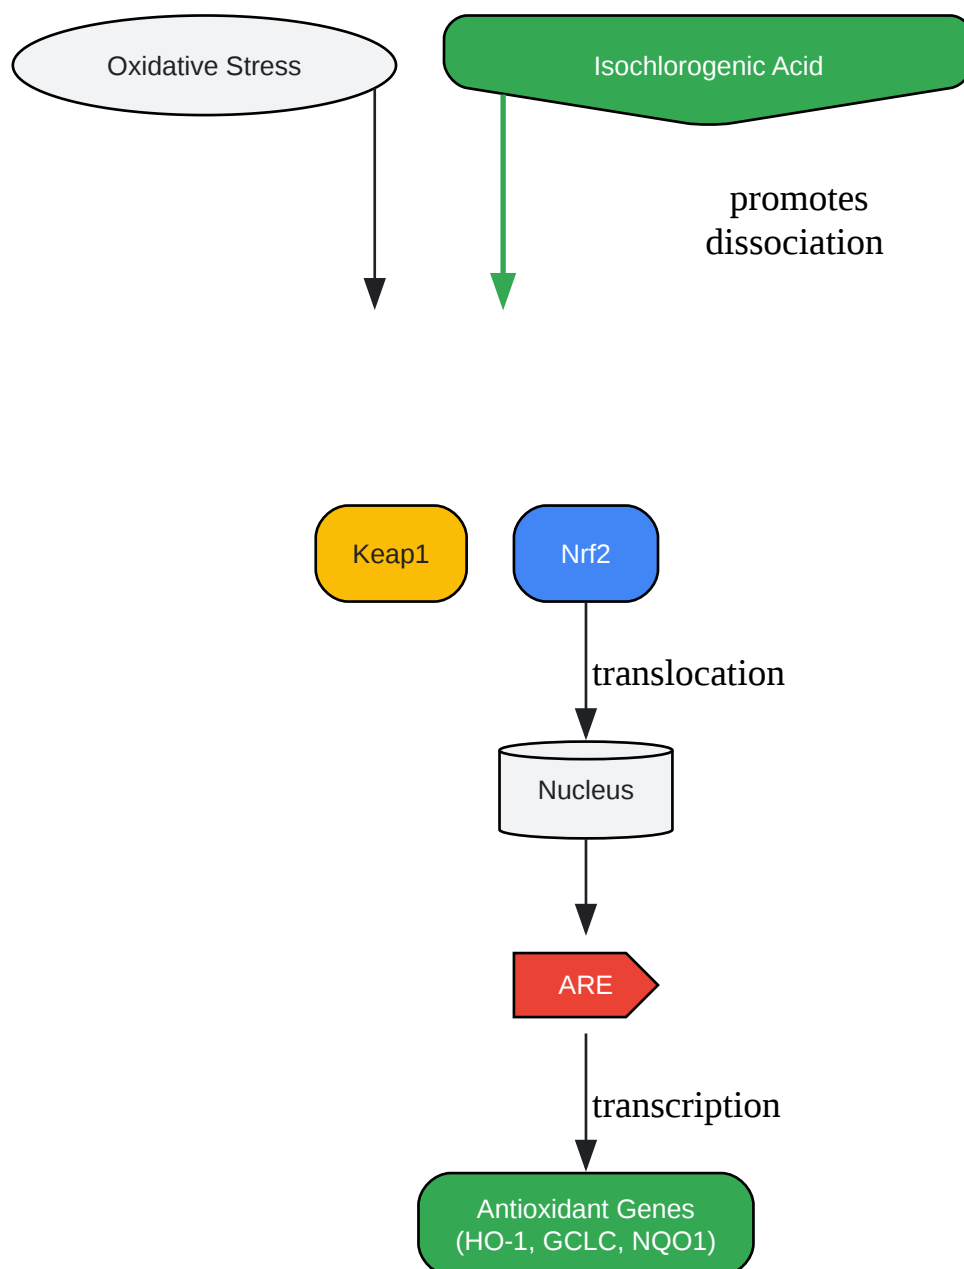 Oxidative Stress
Isochlorogenic Acid
promotes
dissociation
Keap1
Nrf2
translocation
Nucleus
ARE
transcription
Antioxidant Genes
(HO-1, GCLC, NQO1)